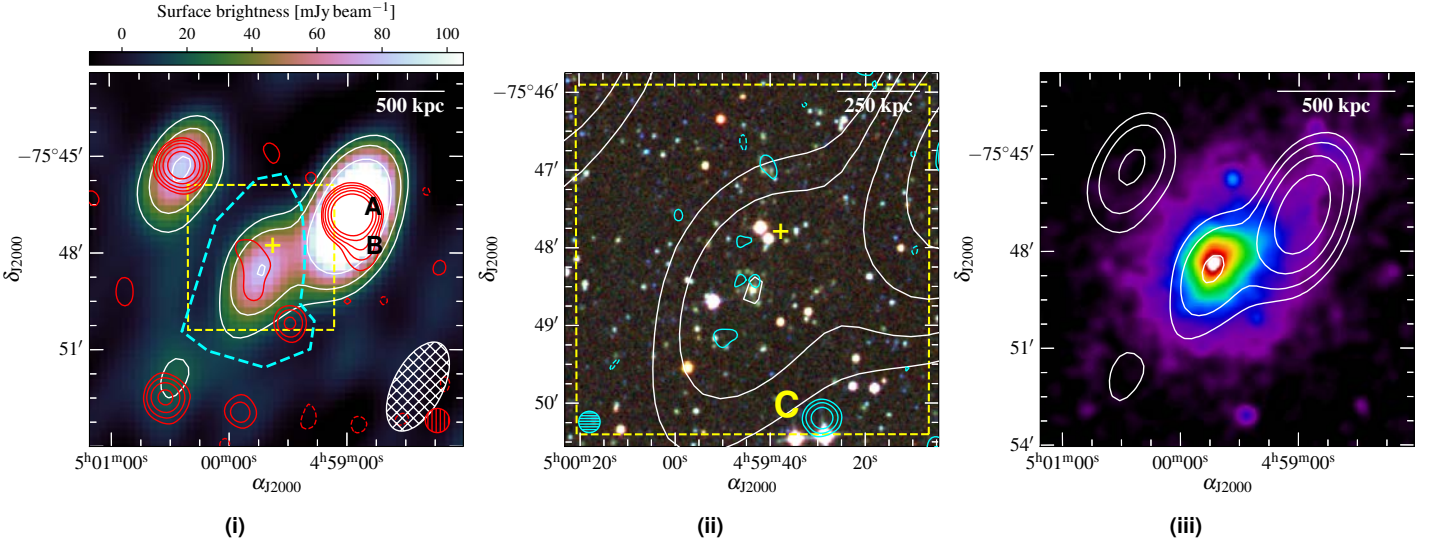 Surface brightness [mJy beam⁻¹]
0 20 40 60 80 100
500 kpc
A
B
−75°45′
48′
51′
δJ2000
5ʰ01ᵐ00ˢ 00ᵐ00ˢ 4ʰ59ᵐ00ˢ
αJ2000
(i)
250 kpc
C
−75°46′
47′
48′
49′
50′
δJ2000
5ʰ00ᵐ20ˢ 00ˢ 4ʰ59ᵐ40ˢ 20ˢ
αJ2000
(ii)
500 kpc
−75°45′
48′
51′
54′
δJ2000
5ʰ01ᵐ00ˢ 00ᵐ00ˢ 4ʰ59ᵐ00ˢ
αJ2000
(iii)